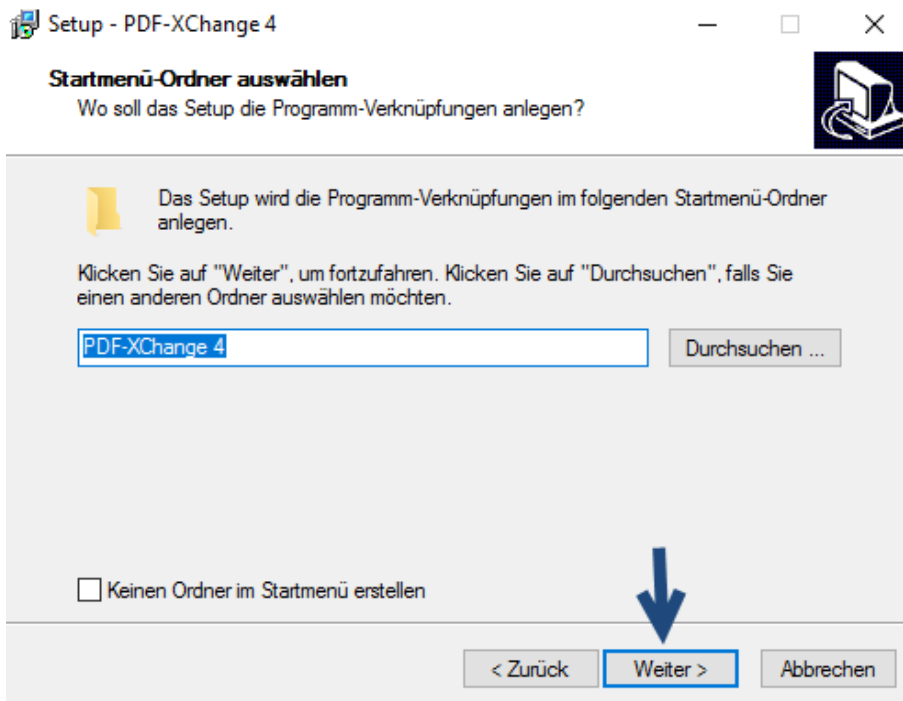 Setup - PDF-XChange 4
Startmenü-Ordner auswählen
Wo soll das Setup die Programm-Verknüpfungen anlegen?
Das Setup wird die Programm-Verknüpfungen im folgenden Startmenü-Ordner
anlegen.
Klicken Sie auf "Weiter", um fortzufahren. Klicken Sie auf "Durchsuchen", falls Sie
einen anderen Ordner auswählen möchten.
PDF-XChange 4
Durchsuchen ...
Keinen Ordner im Startmenü erstellen
< Zurück
Weiter >
Abbrechen